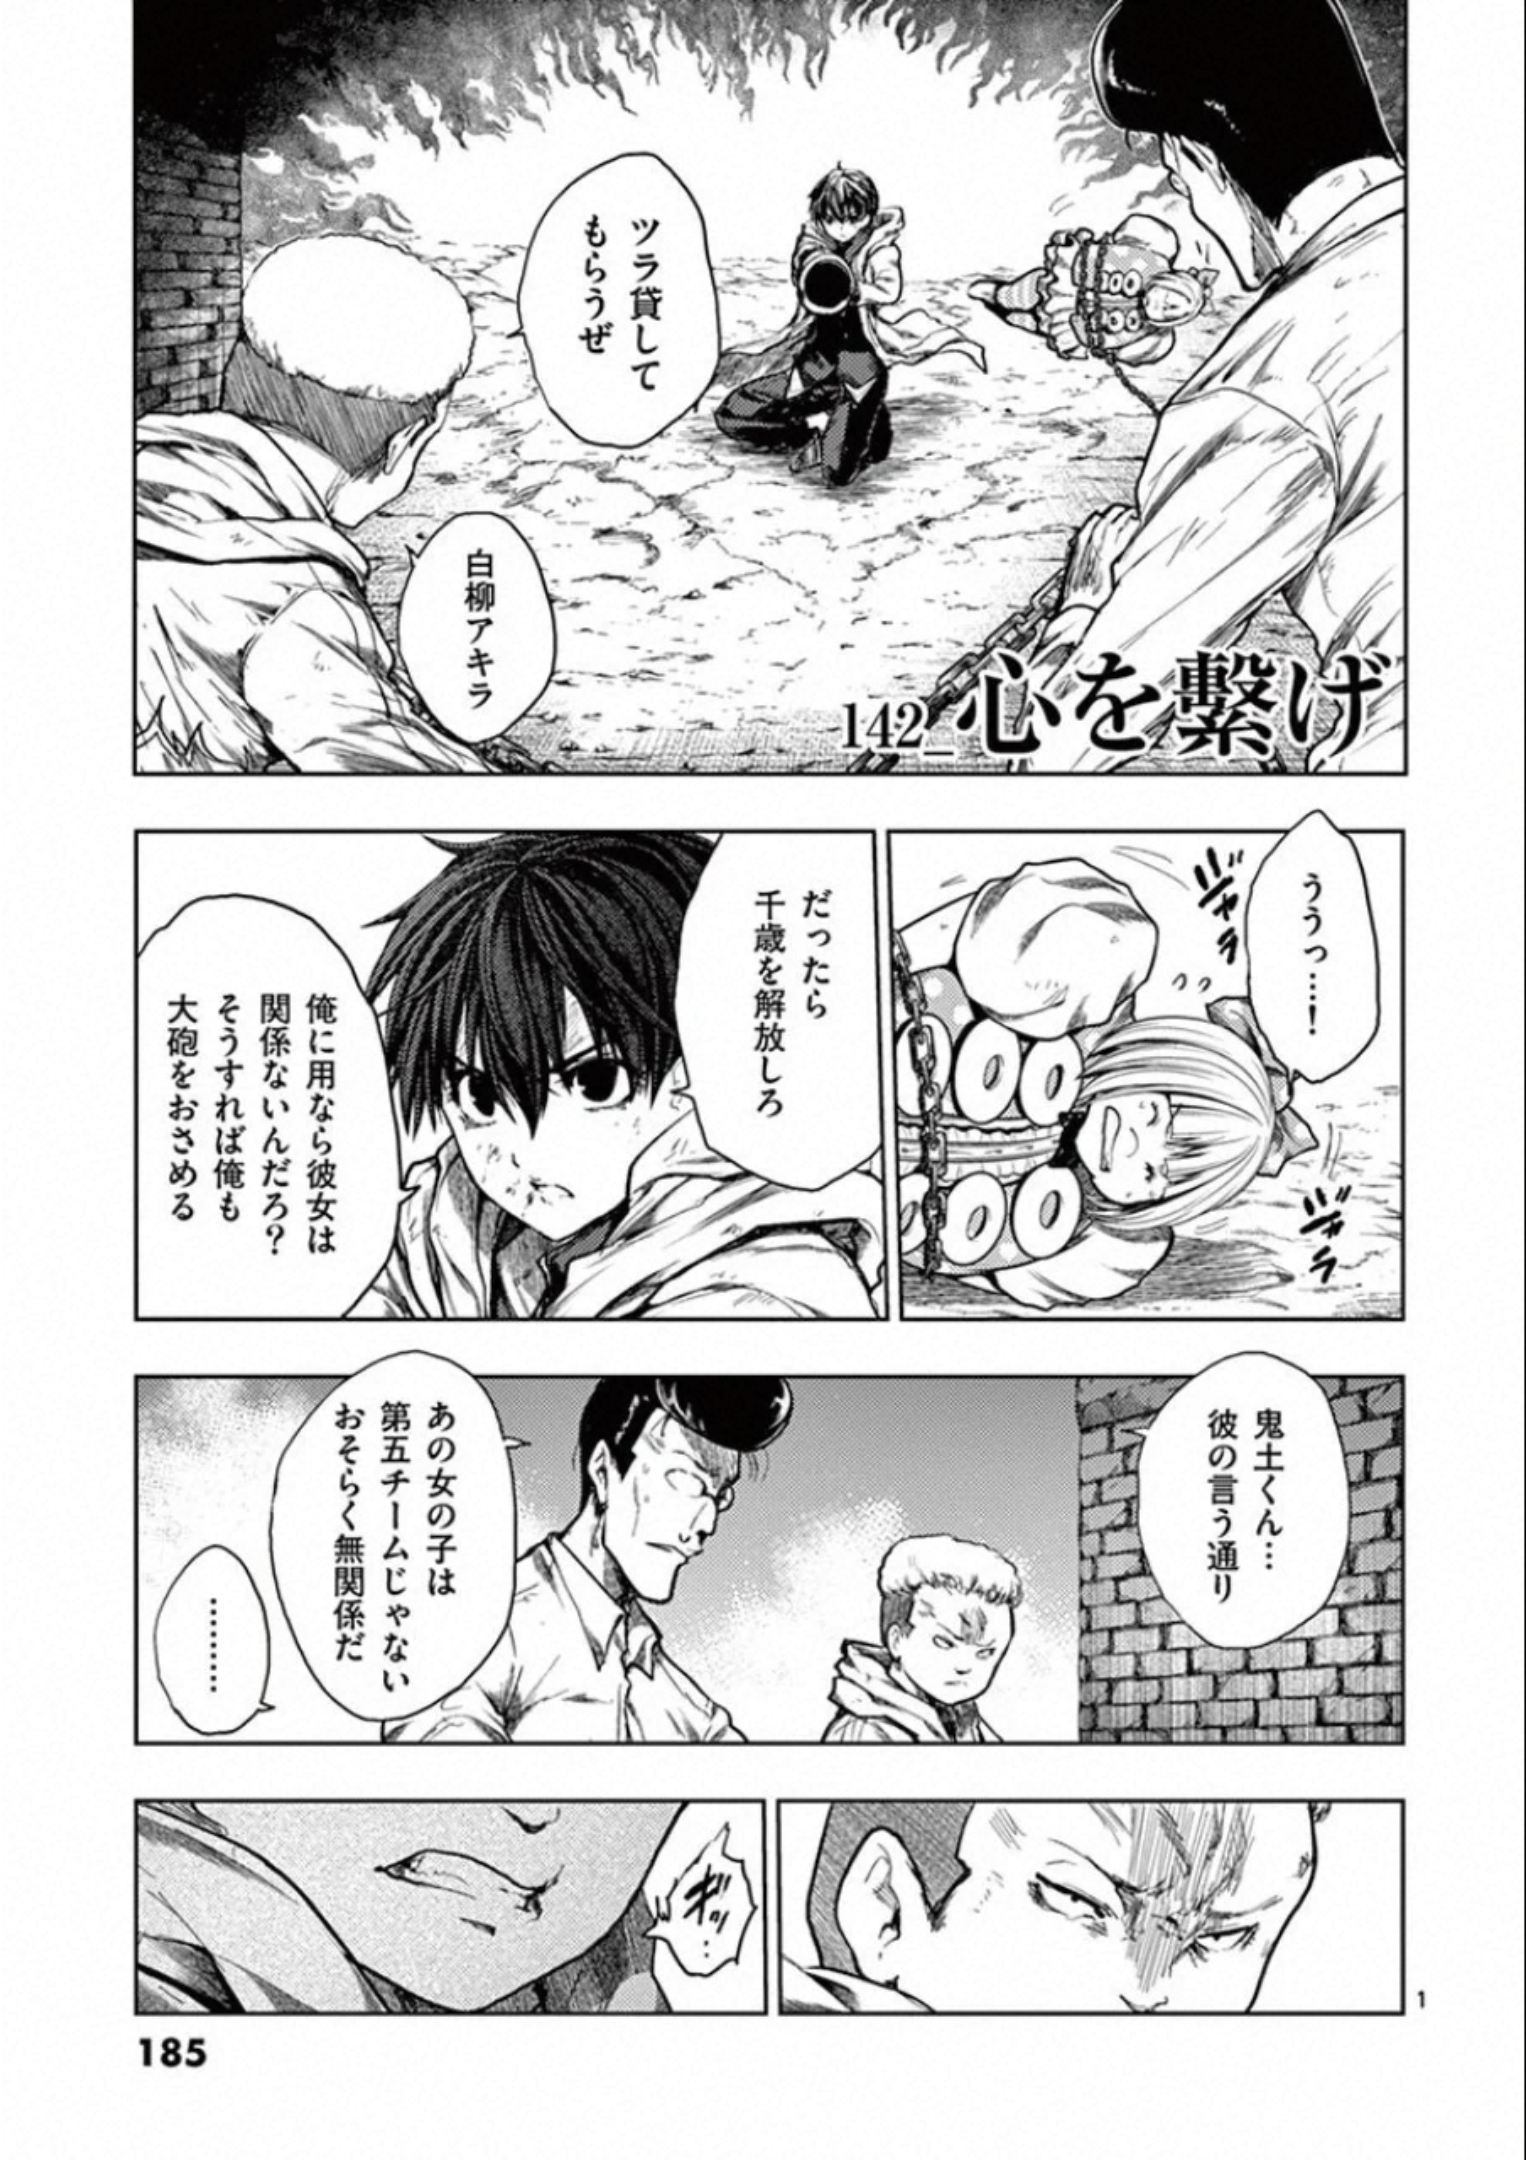 ツラ貸して
もらうぜ
白柳アキラ
142_心を繋げ
ううっ…!
ジャラ
ジャラ
だったら
千歳を解放しろ
俺に用なら彼女は
関係ないんだろ?
そうすれば俺も
大砲をおさめる
鬼土くん…
彼の言う通り
あの女の子は
第五チームじゃない
おそらく無関係だ
………
ギッ…
1
185